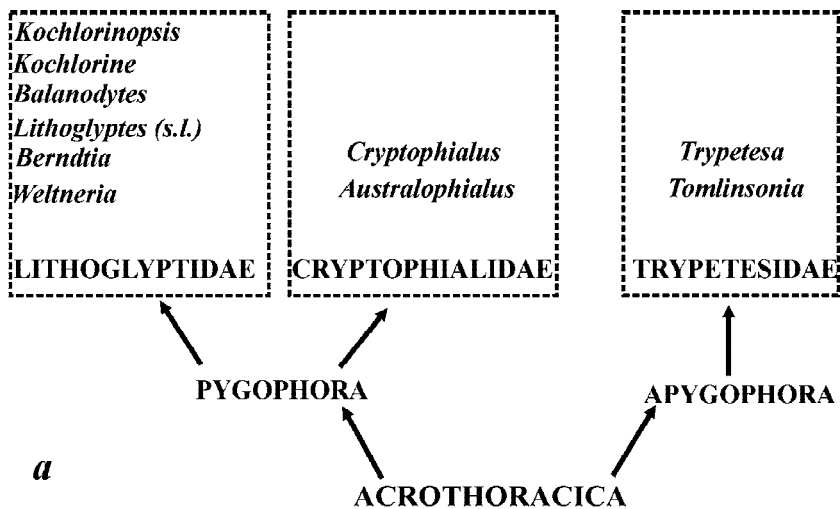 Kochlorinopsis
Kochlorine
Balanodytes
Lithoglyptes (s.l.)
Berndtia
Weltneria
LITHOGLYPTIDAE
Cryptophialus
Australophialus
CRYPTOPHIALIDAE
Trypetesa
Tomlinsonia
TRYPETESIDAE
PYGOPHORA
APYGOPHORA
a
ACROTHORACICA